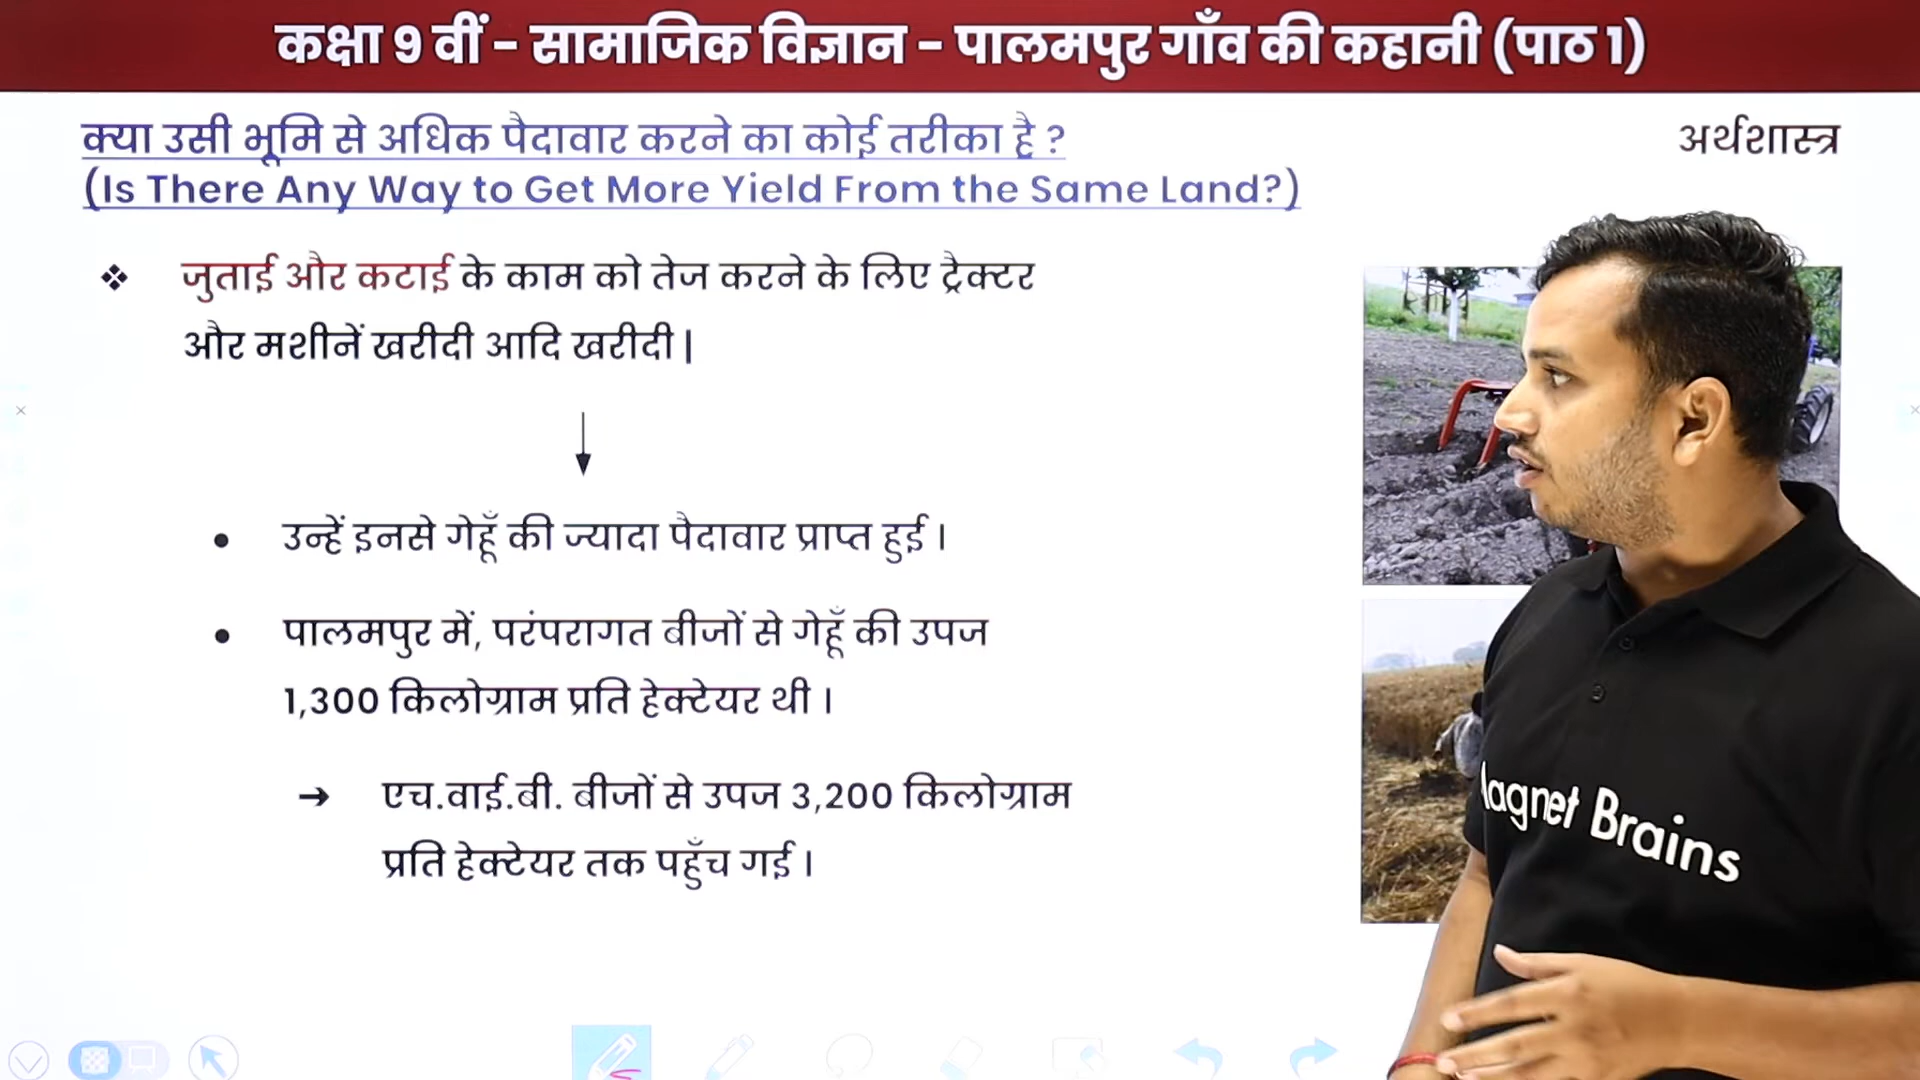 कक्षा 9 वीं - सामाजिक विज्ञान - पालमपुर गाँव की कहानी (पाठ 1)
क्या उसी भूमि से अधिक पैदावार करने का कोई तरीका है ?
अर्थशास्त्र
(Is There Any Way to Get More Yield From the Same Land?)
❖ जुताई और कटाई के काम को तेज करने के लिए ट्रैक्टर
और मशीनें खरीदी आदि खरीदी |
• उन्हें इनसे गेहूँ की ज्यादा पैदावार प्राप्त हुई ।
• पालमपुर में, परंपरागत बीजों से गेहूँ की उपज
1,300 किलोग्राम प्रति हेक्टेयर थी ।
➔ एच.वाई.बी. बीजों से उपज 3,200 किलोग्राम
प्रति हेक्टेयर तक पहुँच गई ।
Brains